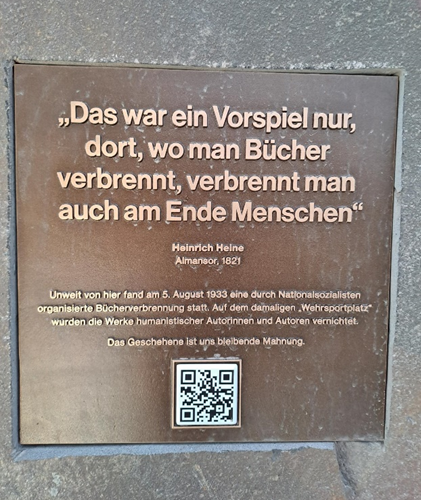 „Das war ein Vorspiel nur,
dort, wo man Bücher
verbrennt, verbrennt man
auch am Ende Menschen“
Heinrich Heine
Almansor, 1821
Unweit von hier fand am 5. August 1933 eine durch Nationalsozialisten
organisierte Bücherverbrennung statt. Auf dem damaligen „Wehrsportplatz“
wurden die Werke humanistischer Autorinnen und Autoren vernichtet.
Das Geschehene ist uns bleibende Mahnung.